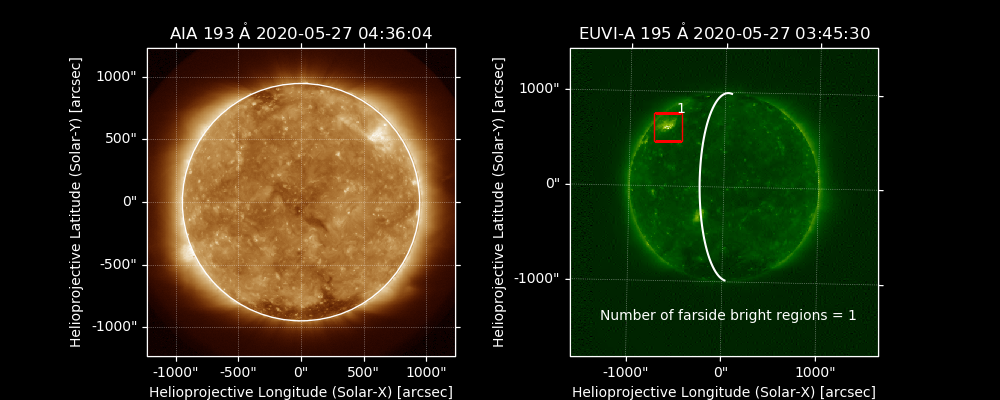 AIA 193 Å 2020-05-27 04:36:04
Helioprojective Latitude (Solar-Y) [arcsec]
1000"
500"
0"
-500"
-1000"
-1000"
-500"
0"
500"
1000"
Helioprojective Longitude (Solar-X) [arcsec]
EUVI-A 195 Å 2020-05-27 03:45:30
Helioprojective Latitude (Solar-Y) [arcsec]
1000"
0"
-1000"
1
Number of farside bright regions = 1
-1000"
0"
1000"
Helioprojective Longitude (Solar-X) [arcsec]